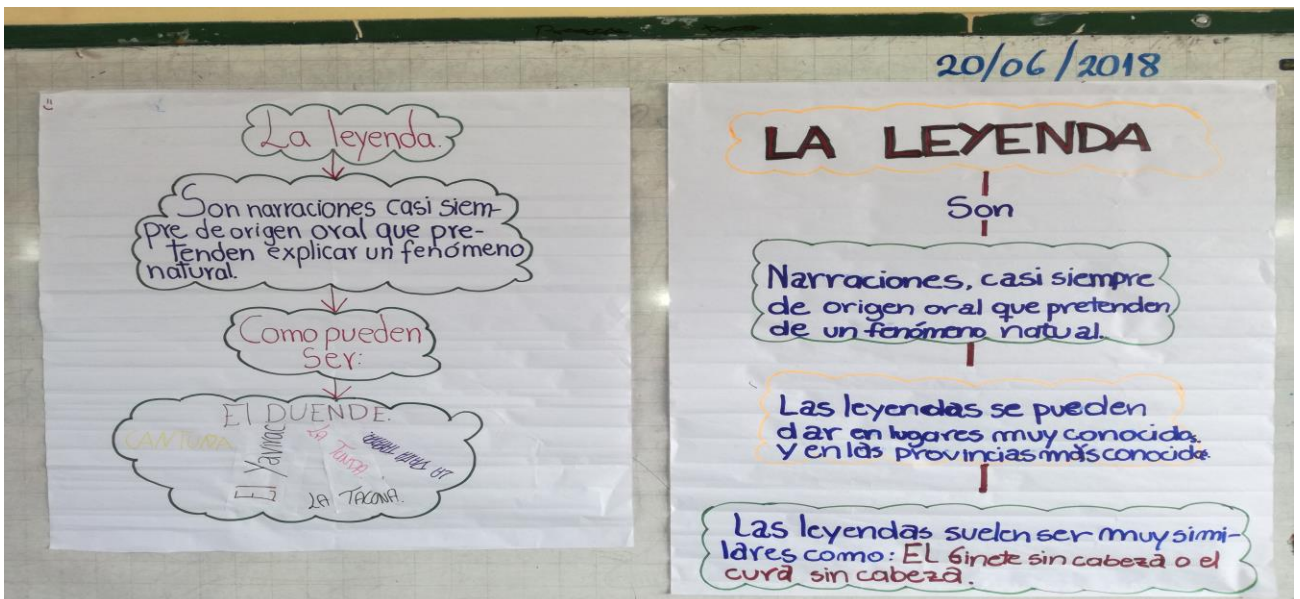 20/06/2018
La leyenda.
Son narraciones casi siem-
pre de origen oral que pre-
tenden explicar un fenómeno
natural.
Como pueden
Ser:
El DUENDE.
CANTUÑA
El Yavirac
LA TUNDA.
LA TACONA.
LA LEYENDA
Son
Narraciones, casi siempre
de origen oral que pretenden
de un fenómeno natural.
Las leyendas se pueden
dar en lugares muy conocidos
y en las provincias más conocida.
Las leyendas suelen ser muy simi-
lares como: EL Ginete sin cabeza o el
cura sin cabeza.